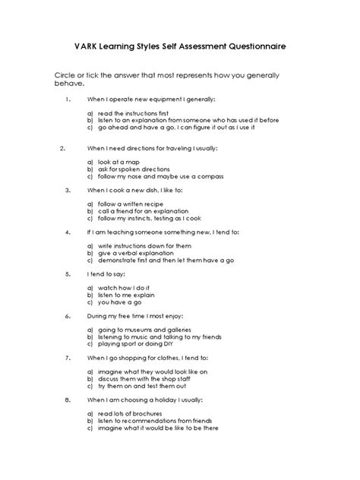 VARK Learning Styles Self Assessment Questionnaire
Circle or tick the answer that most represents how you generally
behave.
1. When I operate new equipment I generally:
a) read the instructions first
b) listen to an explanation from someone who has used it before
c) go ahead and have a go, I can figure it out as I use it
2. When I need directions for traveling I usually:
a) look at a map
b) ask for spoken directions
c) follow my nose and maybe use a compass
3. When I cook a new dish, I like to:
a) follow a written recipe
b) call a friend for an explanation
c) follow my instincts, testing as I cook
4. If I am teaching someone something new, I tend to:
a) write instructions down for them
b) give a verbal explanation
c) demonstrate first and then let them have a go
5. I tend to say:
a) watch how I do it
b) listen to me explain
c) you have a go
6. During my free time I most enjoy:
a) going to museums and galleries
b) listening to music and talking to my friends
c) playing sport or doing DIY
7. When I go shopping for clothes, I tend to:
a) imagine what they would look like on
b) discuss them with the shop staff
c) try them on and test them out
8. When I am choosing a holiday I usually:
a) read lots of brochures
b) listen to recommendations from friends
c) imagine what it would be like to be there